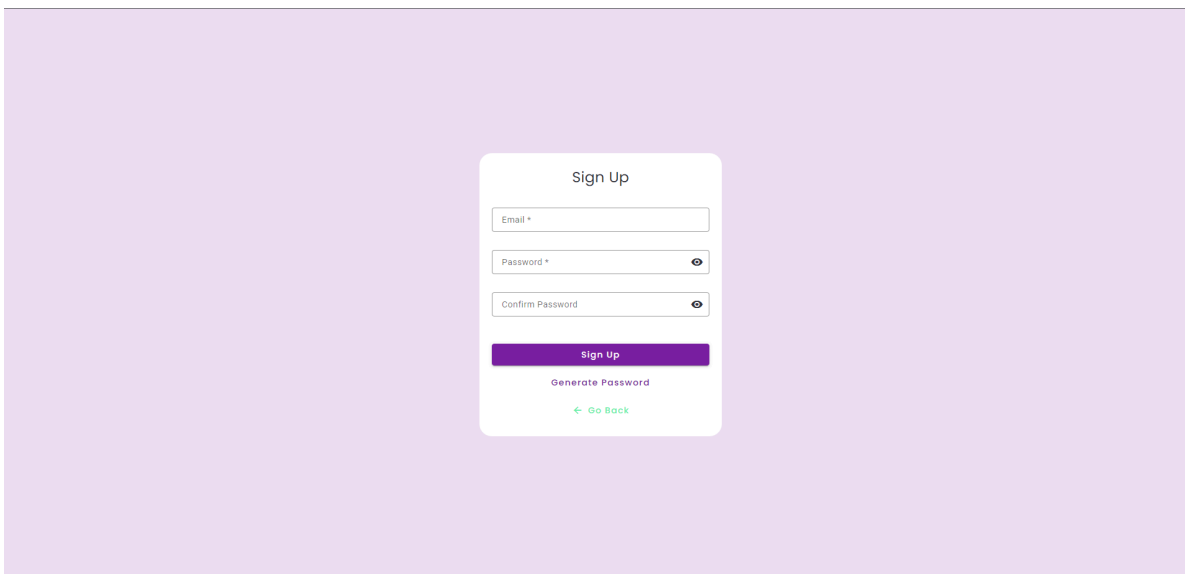 Sign Up
Email *
Password *
Confirm Password
Sign Up
Generate Password
← Go Back